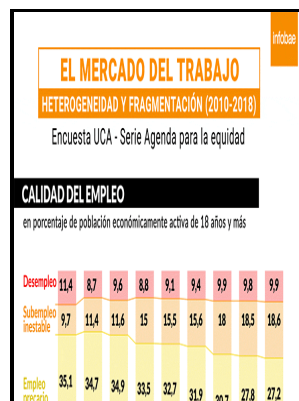 infobae
EL MERCADO DEL TRABAJO
HETEROGENEIDAD Y FRAGMENTACIÓN (2010-2018)
Encuesta UCA - Serie Agenda para la equidad
CALIDAD DEL EMPLEO
en porcentaje de población económicamente activa de 18 años y más
Desempleo 11,4 8,7 9,6 8,8 9,1 9,4 9,9 9,8 9,9
Subempleo
inestable 9,7 11,4 11,6 15 15,5 15,6 18 18,5 18,6
Empleo 35,1 34,7 34,9 33,5 32,7 31,9 27,8 27,2
precario